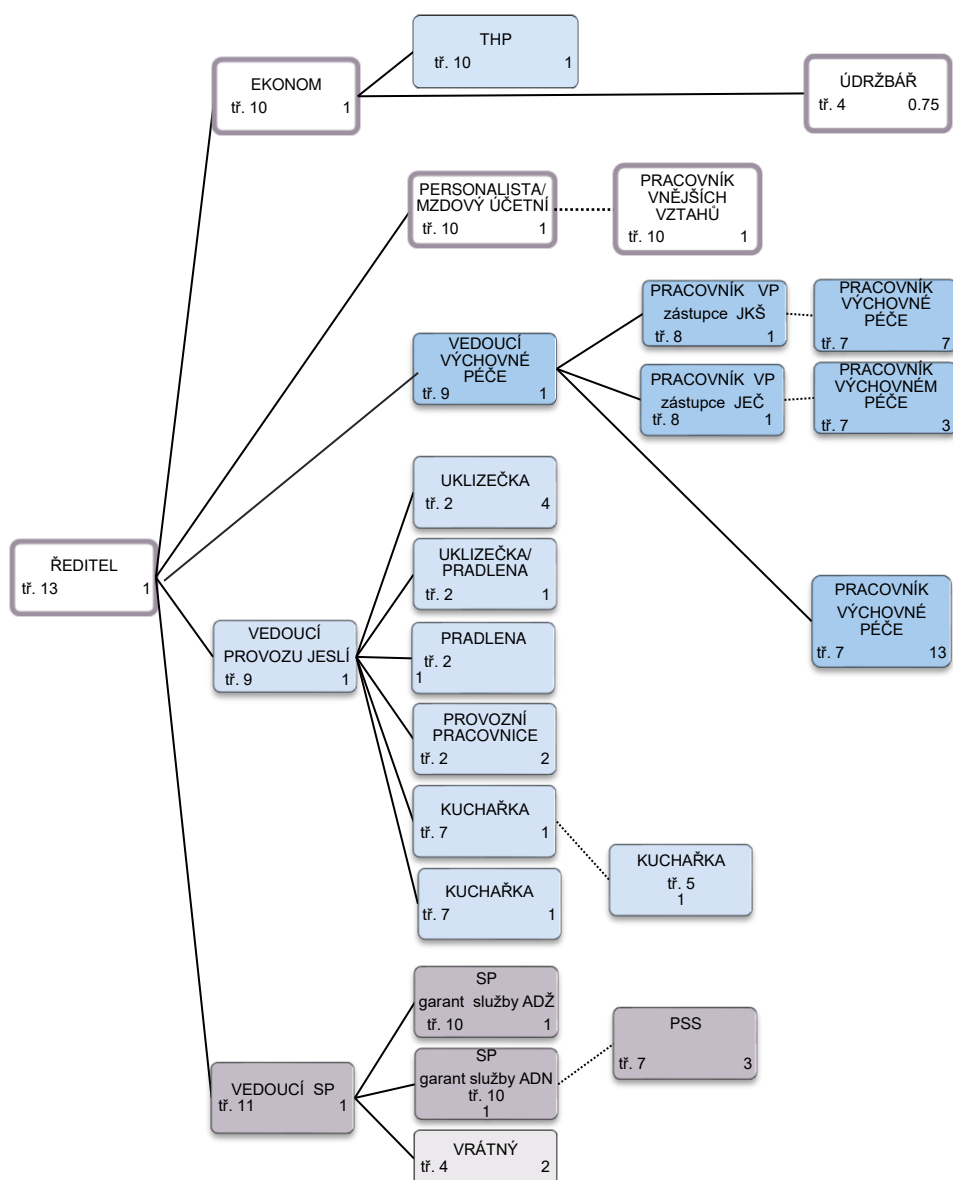 THP
tř. 10 1
EKONOM
tř. 10 1
ÚDRŽBÁŘ
tř. 4 0.75
PERSONALISTA/
MZDOVÝ ÚČETNÍ
tř. 10 1
PRACOVNÍK
VNĚJŠÍCH
VZTAHŮ
tř. 10 1
PRACOVNÍK VP
zástupce JKŠ
tř. 8 1
PRACOVNÍK
VÝCHOVNÉ
PÉČE
tř. 7 7
VEDOUCÍ
VÝCHOVNÉ
PÉČE
tř. 9 1
PRACOVNÍK VP
zástupce JEČ
tř. 8 1
PRACOVNÍK
VÝCHOVNÉM
PÉČE
tř. 7 3
UKLIZEČKA
tř. 2 4
ŘEDITEL
tř. 13 1
UKLIZEČKA/
PRADLENA
tř. 2 1
PRACOVNÍK
VÝCHOVNÉ
PÉČE
tř. 7 13
VEDOUCÍ
PROVOZU JESLÍ
tř. 9 1
PRADLENA
tř. 2
1
PROVOZNÍ
PRACOVNICE
tř. 2 2
KUCHAŘKA
tř. 7 1
KUCHAŘKA
tř. 5
1
KUCHAŘKA
tř. 7 1
SP
garant služby ADŽ
tř. 10 1
PSS
tř. 7 3
VEDOUCÍ SP
tř. 11 1
SP
garant služby ADN
tř. 10
1
VRÁTNÝ
tř. 4 2